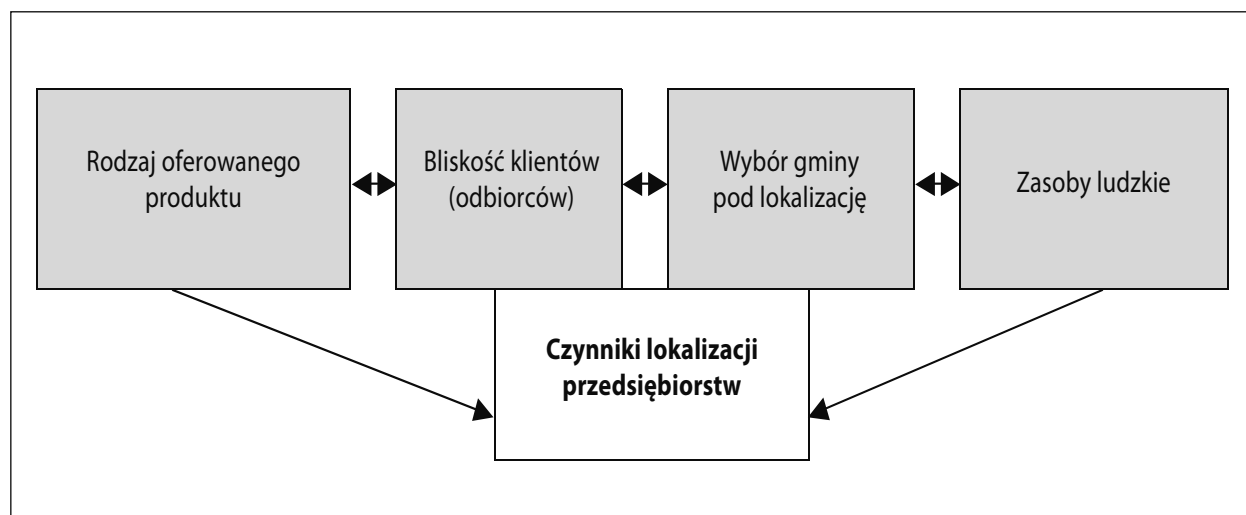 Rodzaj oferowanego
produktu
Bliskość klientów
(odbiorców)
Wybór gminy
pod lokalizację
Zasoby ludzkie
Czynniki lokalizacji
przedsiębiorstw